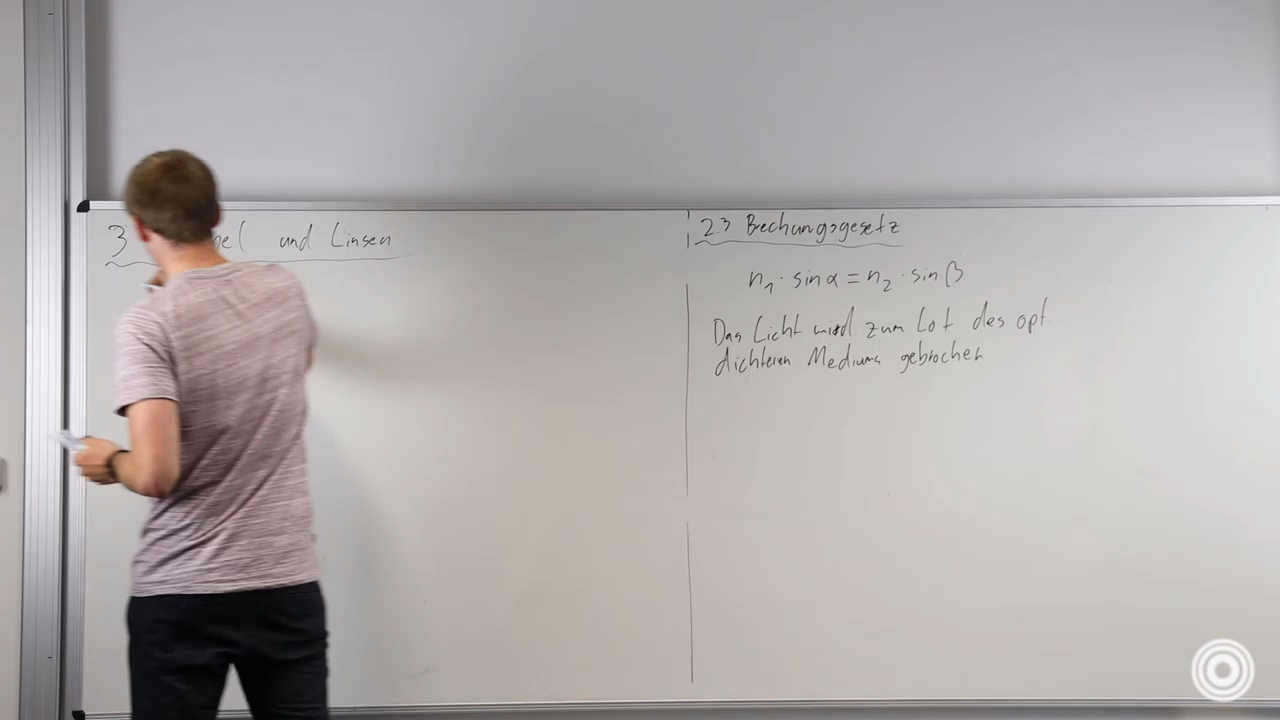 3 und Linsen
2.3 Brechungsgesetz
n₁ · sin α = n₂ · sin β
Das Licht wird zum Lot des opt.
dichteren Mediums gebrochen